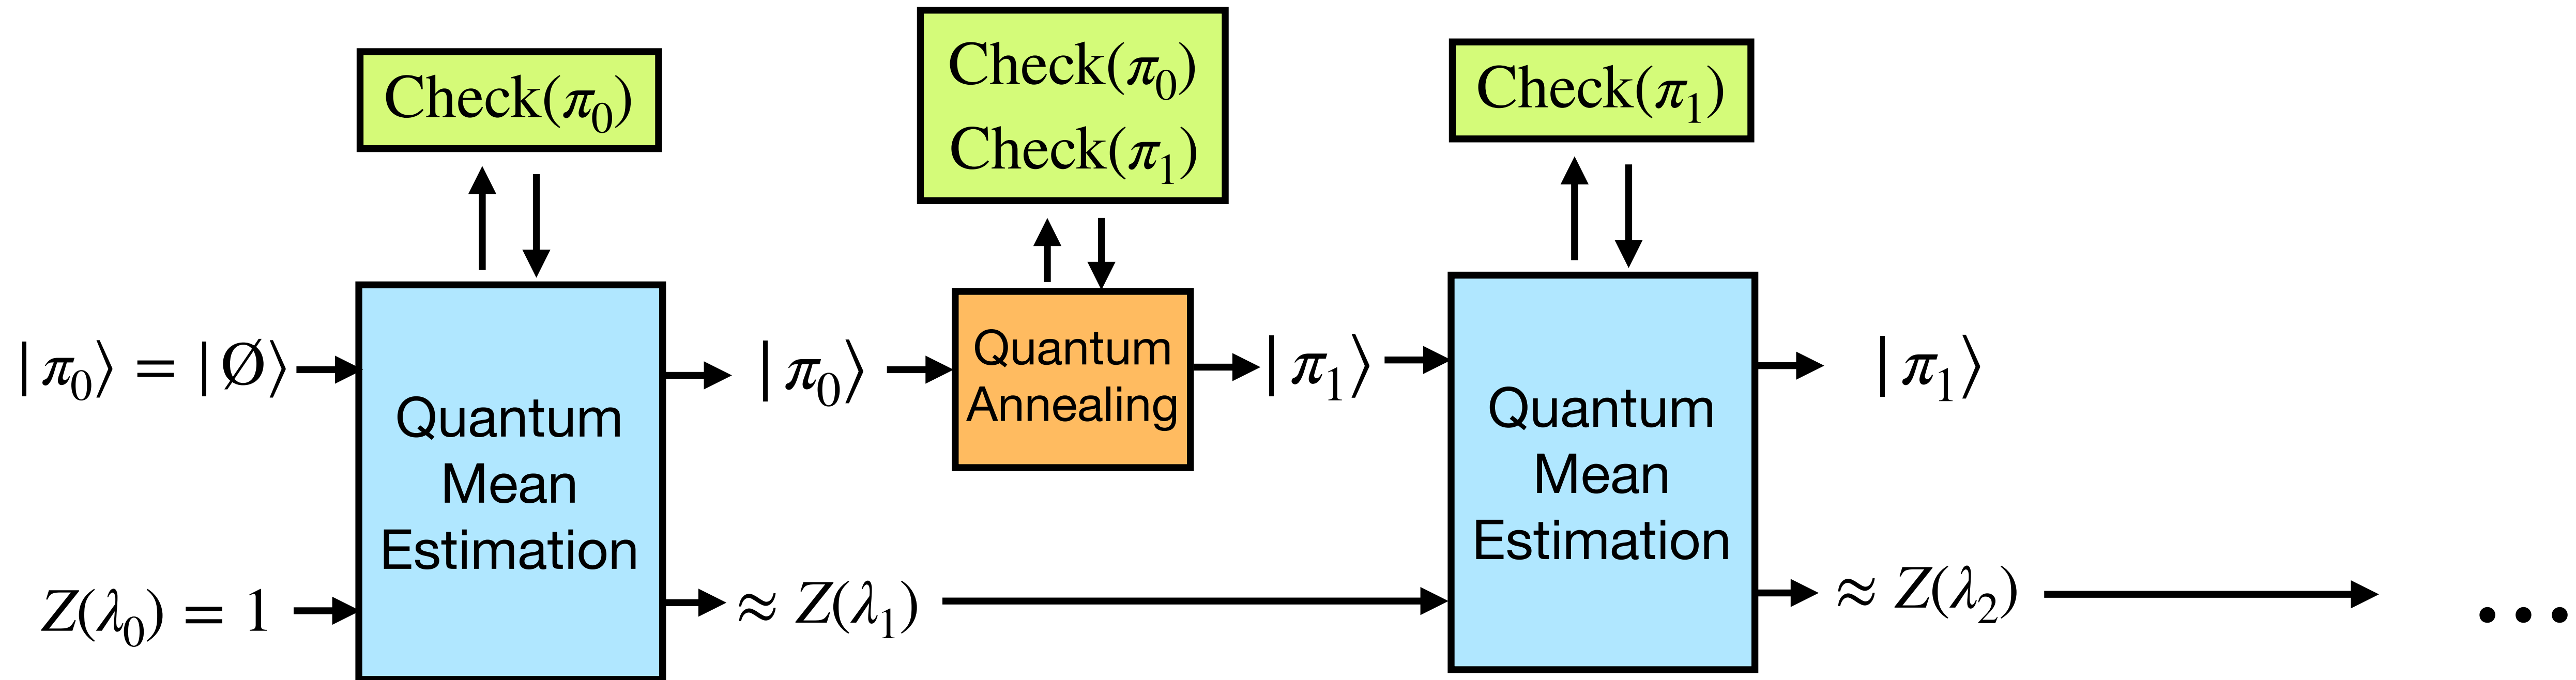 Check(π₀)
Check(π₀)
Check(π₁)
Check(π₁)
|π₀⟩ = |Ø⟩
Quantum
Mean
Estimation
|π₀⟩
Quantum
Annealing
|π₁⟩
Quantum
Mean
Estimation
|π₁⟩
Z(λ₀) = 1
≈ Z(λ₁)
≈ Z(λ₂)
...